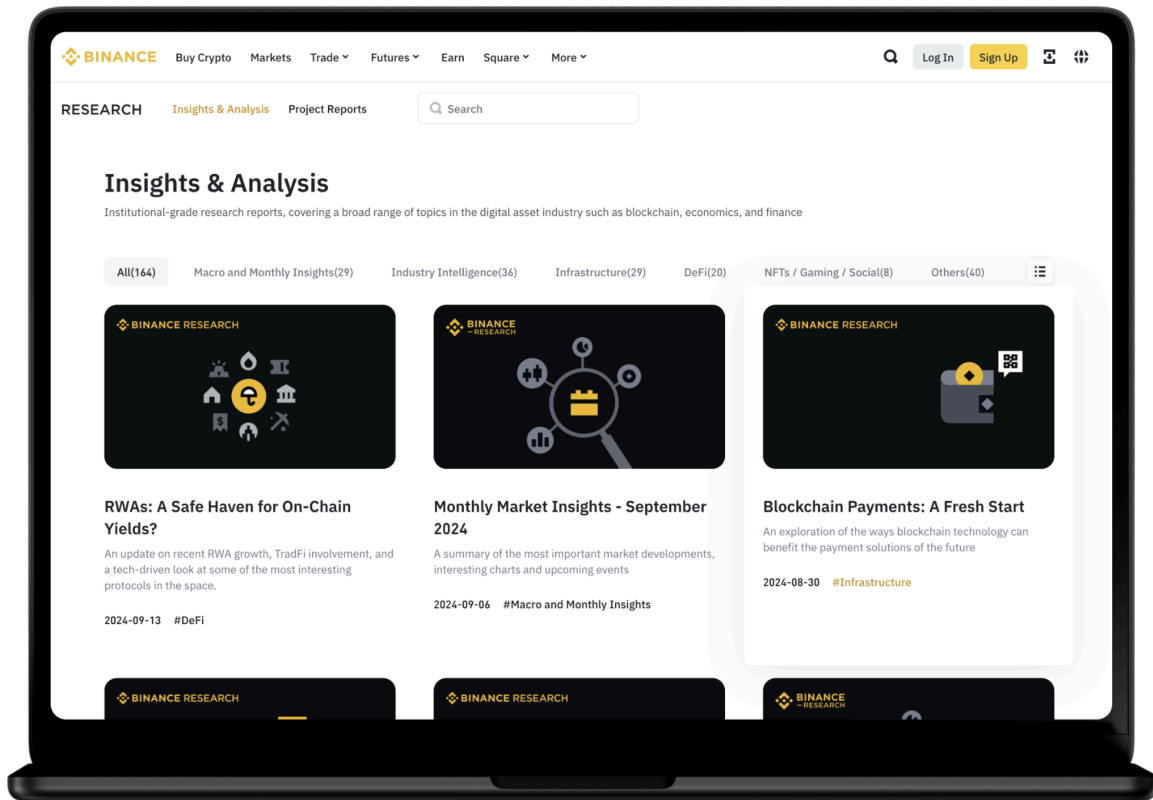 BINANCE Buy Crypto Markets Trade Futures Earn Square More Log In Sign Up
RESEARCH Insights & Analysis Project Reports Search
Insights & Analysis
Institutional-grade research reports, covering a broad range of topics in the digital asset industry such as blockchain, economics, and finance
All(164) Macro and Monthly Insights(29) Industry Intelligence(36) Infrastructure(29) DeFi(20) NFTs / Gaming / Social(8) Others(40)
BINANCE RESEARCH
RWAs: A Safe Haven for On-Chain
Yields?
An update on recent RWA growth, TradFi involvement, and
a tech-driven look at some of the most interesting
protocols in the space.
2024-09-13 #DeFi
BINANCE
RESEARCH
Monthly Market Insights - September
2024
A summary of the most important market developments,
interesting charts and upcoming events
2024-09-06 #Macro and Monthly Insights
BINANCE RESEARCH
Blockchain Payments: A Fresh Start
An exploration of the ways blockchain technology can
benefit the payment solutions of the future
2024-08-30 #Infrastructure
BINANCE RESEARCH
BINANCE RESEARCH
BINANCE
RESEARCH